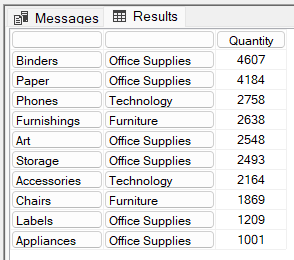 Messages Results
Quantity
Binders Office Supplies 4607
Paper Office Supplies 4184
Phones Technology 2758
Furnishings Furniture 2638
Art Office Supplies 2548
Storage Office Supplies 2493
Accessories Technology 2164
Chairs Furniture 1869
Labels Office Supplies 1209
Appliances Office Supplies 1001